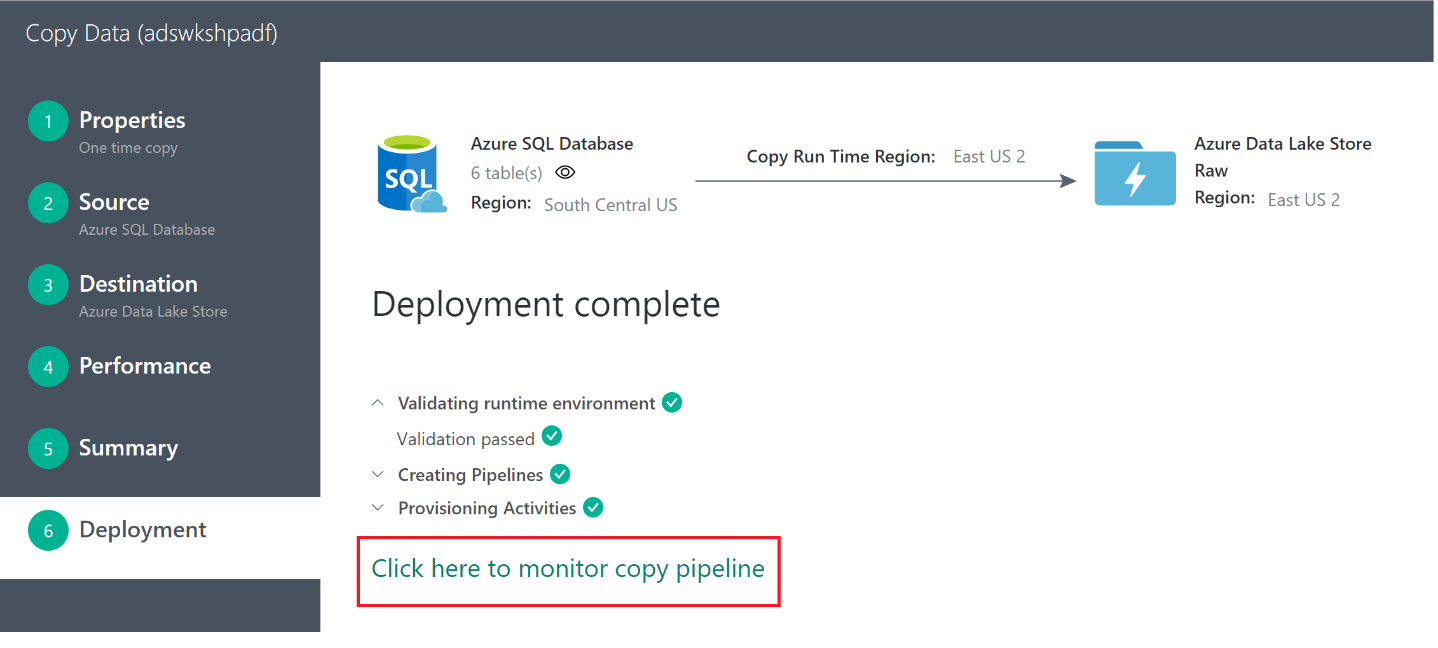 Copy Data (adswkshpadf)
1 Properties
One time copy
2 Source
Azure SQL Database
3 Destination
Azure Data Lake Store
4 Performance
5 Summary
6 Deployment
SQL
Azure SQL Database
6 table(s)
Region: South Central US
Copy Run Time Region: East US 2
Azure Data Lake Store
Raw
Region: East US 2
Deployment complete
Validating runtime environment
Validation passed
Creating Pipelines
Provisioning Activities
Click here to monitor copy pipeline